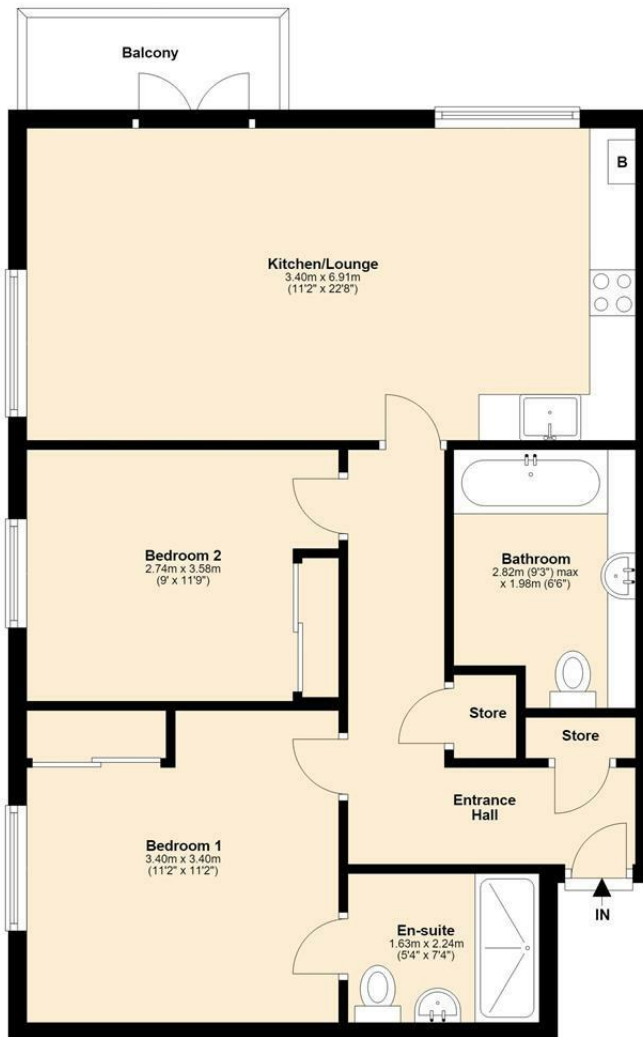 Balcony
B
Kitchen/Lounge
3.40m x 6.91m
(11'2" x 22'8")
Bedroom 2
2.74m x 3.58m
(9' x 11'9")
Bathroom
2.82m (9'3") max
x 1.98m (6'6")
Store
Store
Entrance
Hall
Bedroom 1
3.40m x 3.40m
(11'2" x 11'2")
En-suite
1.63m x 2.24m
(5'4" x 7'4")
IN